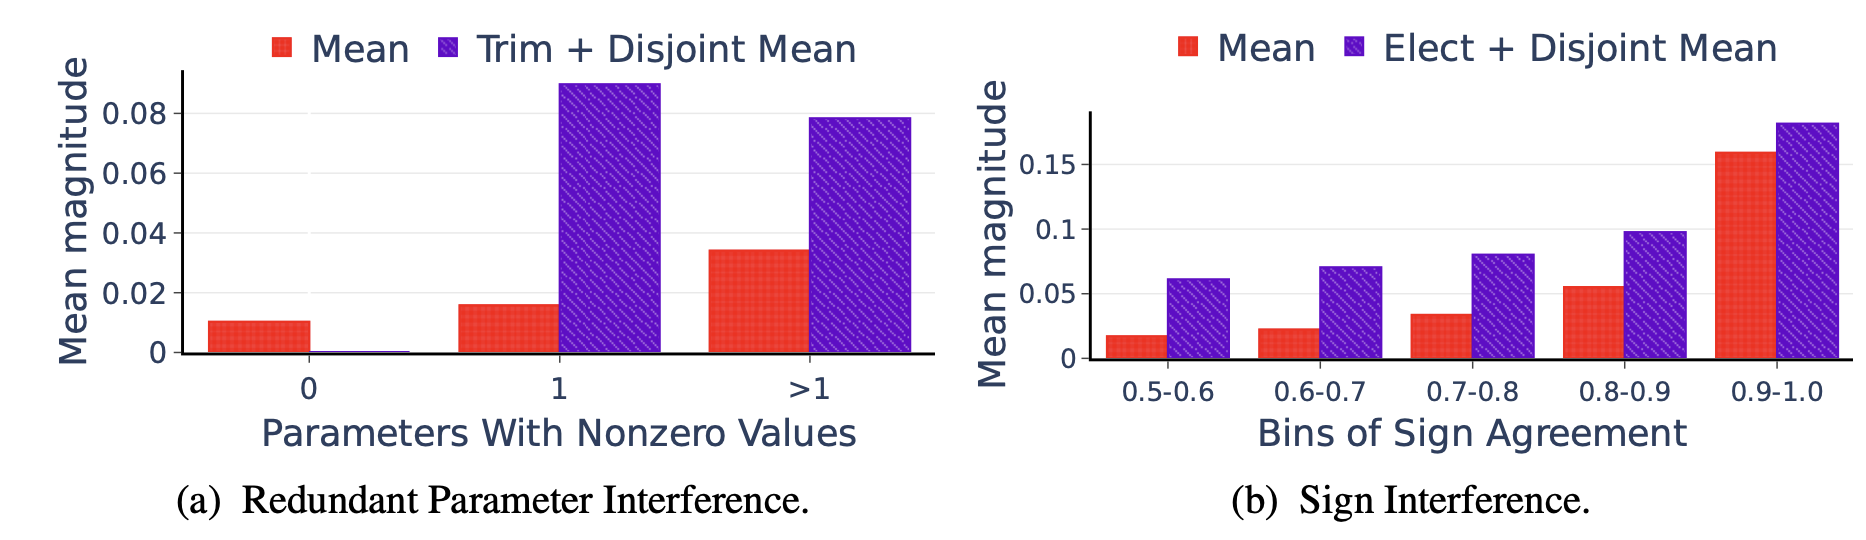 Mean Trim + Disjoint Mean
Mean magnitude
0.08
0.06
0.04
0.02
0
0 1 >1
Parameters With Nonzero Values
(a) Redundant Parameter Interference.
Mean Elect + Disjoint Mean
Mean magnitude
0.15
0.1
0.05
0
0.5-0.6 0.6-0.7 0.7-0.8 0.8-0.9 0.9-1.0
Bins of Sign Agreement
(b) Sign Interference.